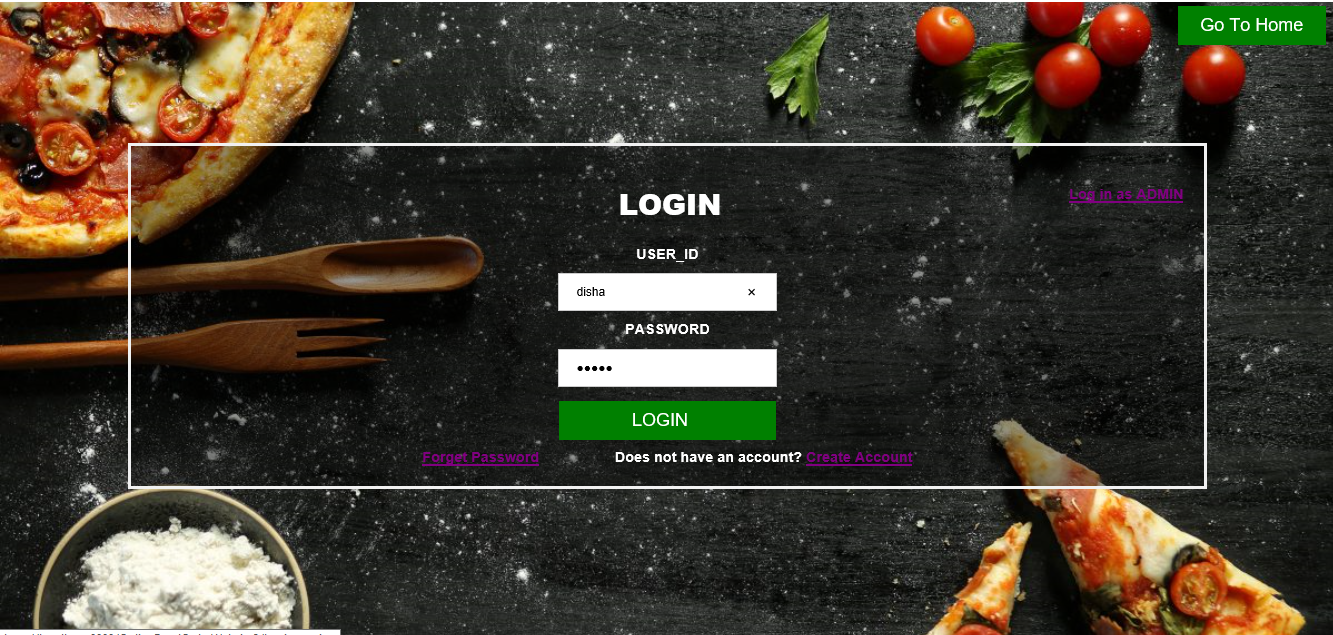 Go To Home
LOGIN
Log in as ADMIN
USER_ID
disha ×
PASSWORD
•••••
LOGIN
Forget Password Does not have an account? Create Account